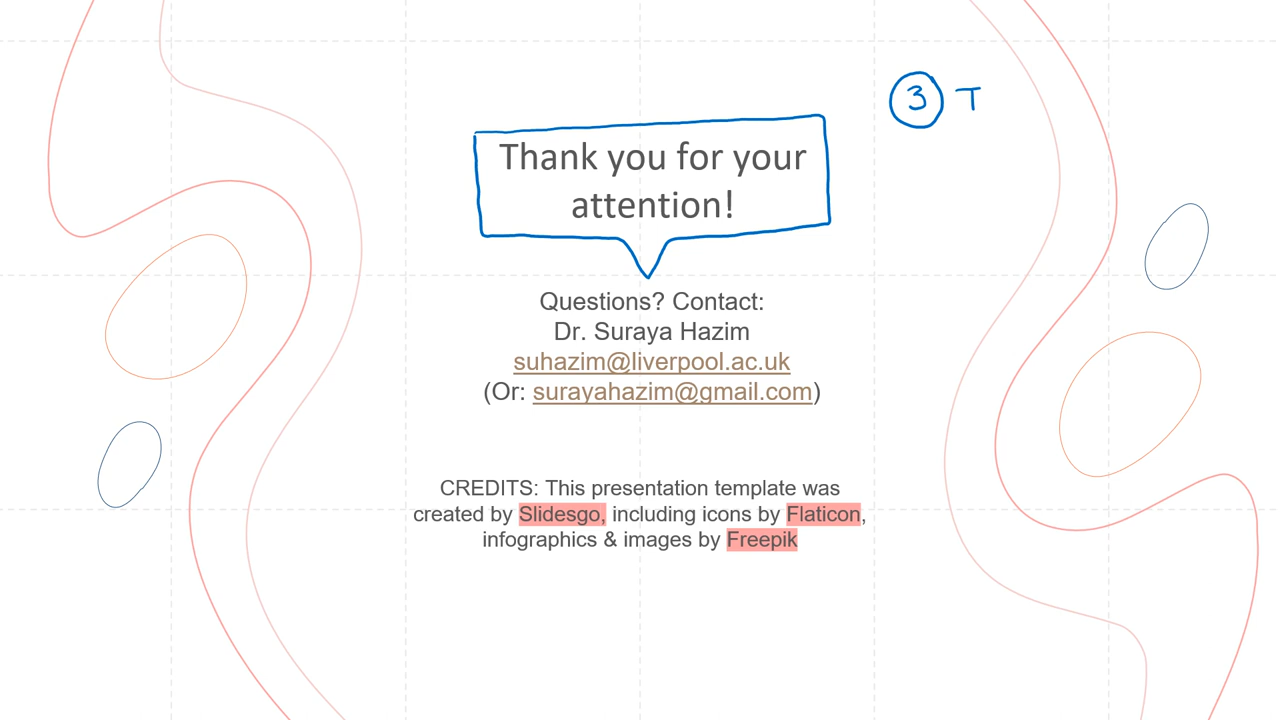 3 T
Thank you for your
attention!
Questions? Contact:
Dr. Suraya Hazim
suhazim@liverpool.ac.uk
(Or: surayahazim@gmail.com)
CREDITS: This presentation template was
created by Slidesgo, including icons by Flaticon,
infographics & images by Freepik